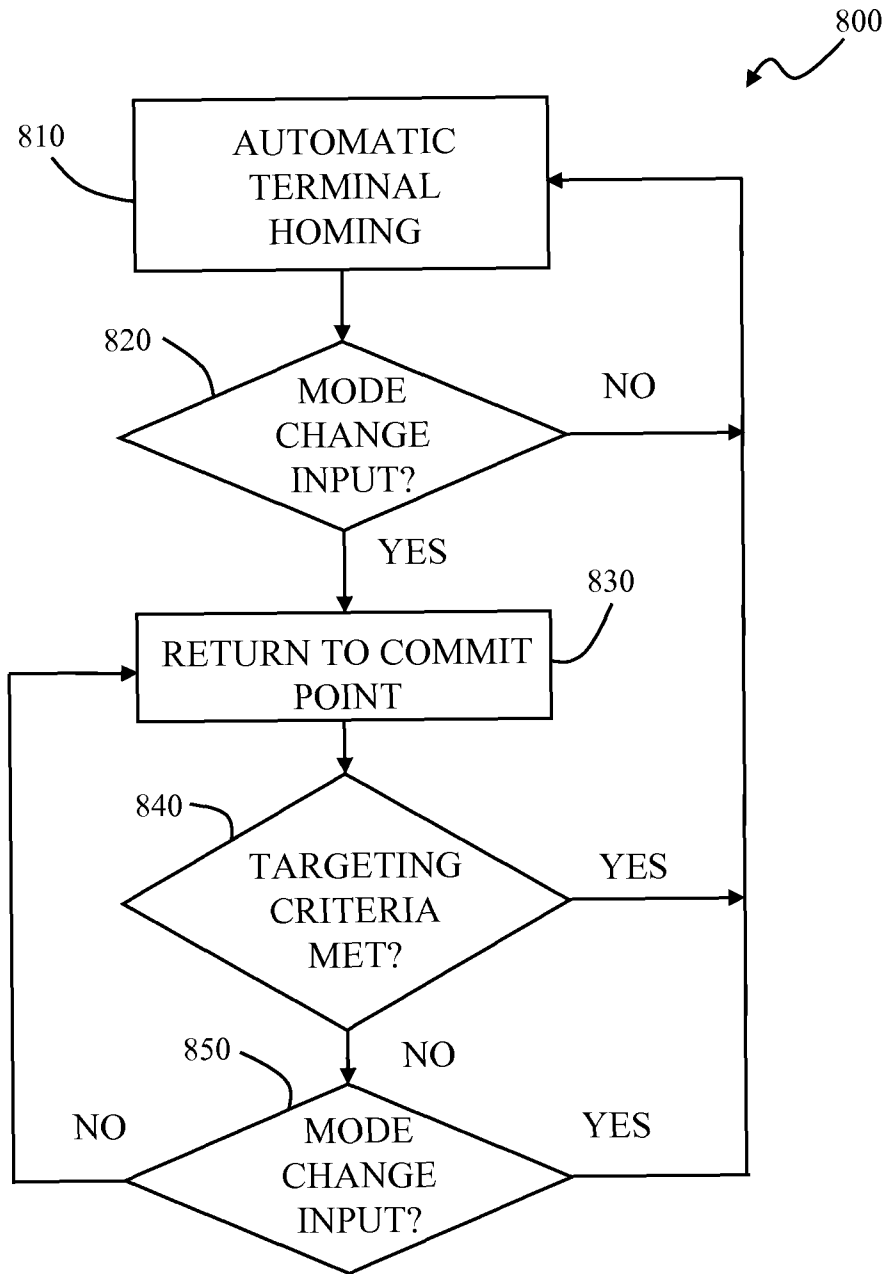 800
810
AUTOMATIC
TERMINAL
HOMING
820
MODE
CHANGE
INPUT?
NO
YES
830
RETURN TO COMMIT
POINT
840
TARGETING
CRITERIA
MET?
YES
850
NO
NO
MODE
CHANGE
INPUT?
YES